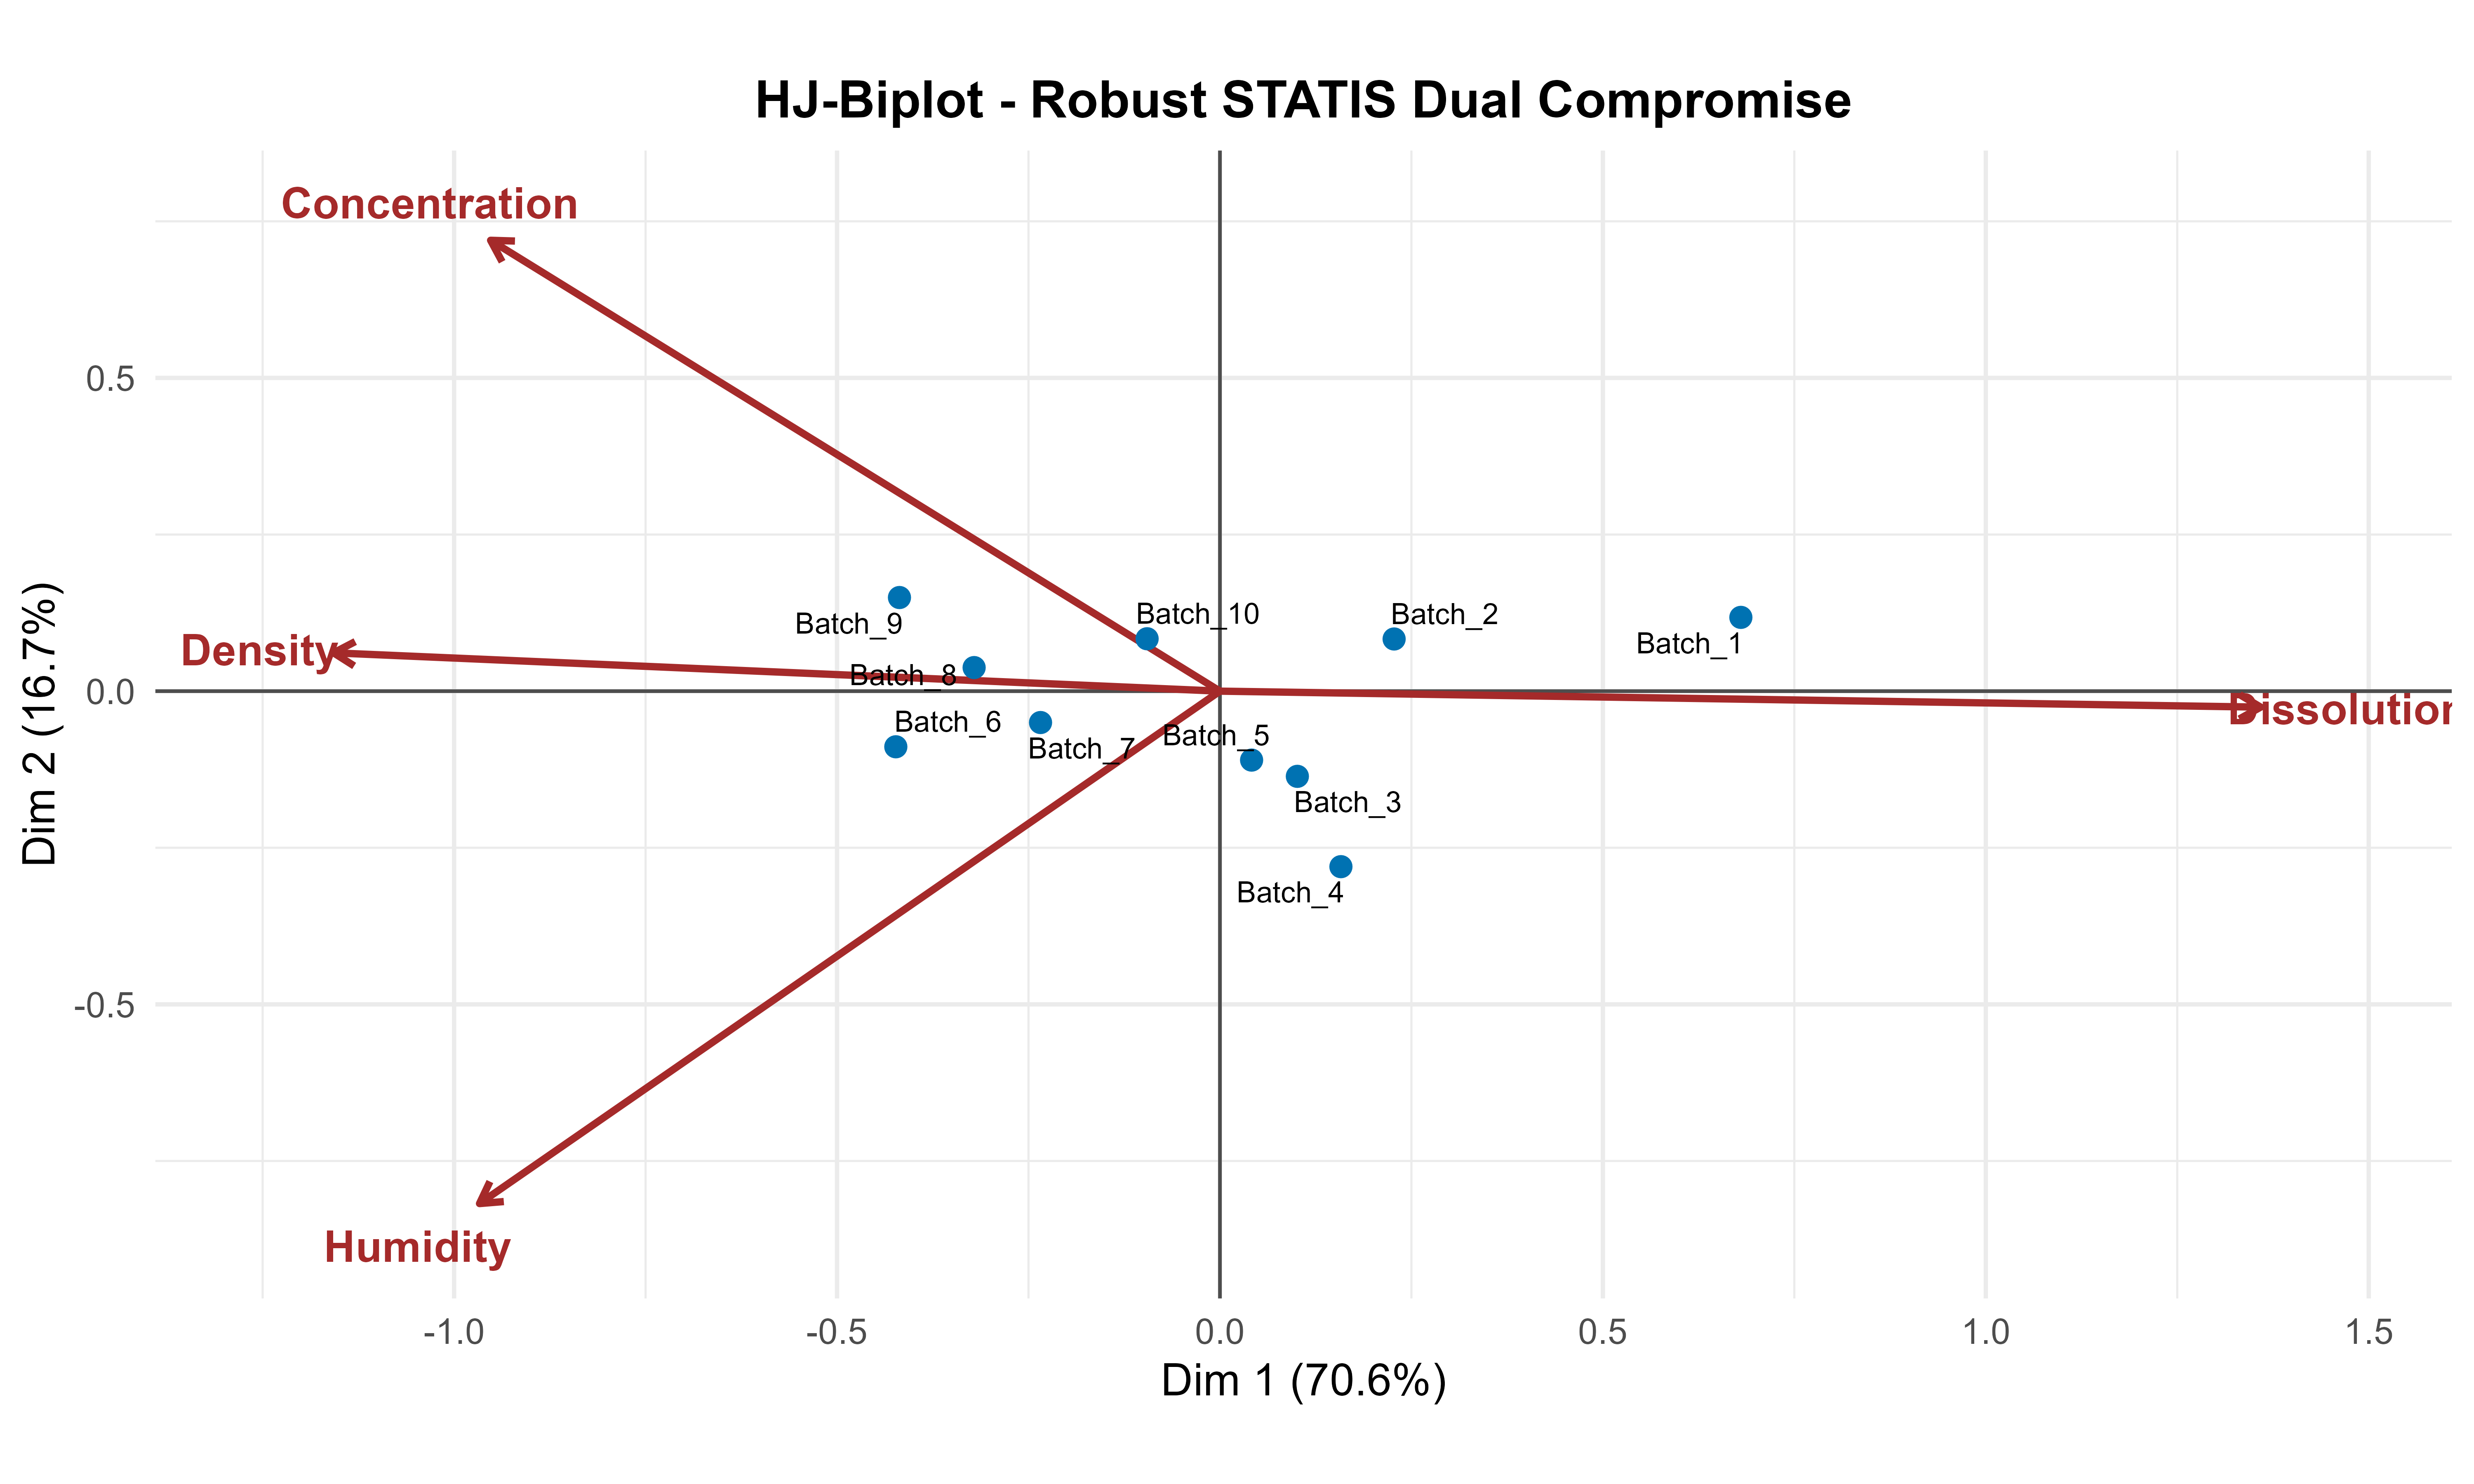 HJ-Biplot - Robust STATIS Dual Compromise
Concentration
0.5
Batch_10
Batch_2
Batch_9
Batch_1
Density
Batch_8
0.0
Dissolution
Batch_6
Batch_5
Batch_7
Batch_3
Batch_4
-0.5
Humidity
Dim 2 (16.7%)
-1.0
-0.5
0.0
0.5
1.0
1.5
Dim 1 (70.6%)